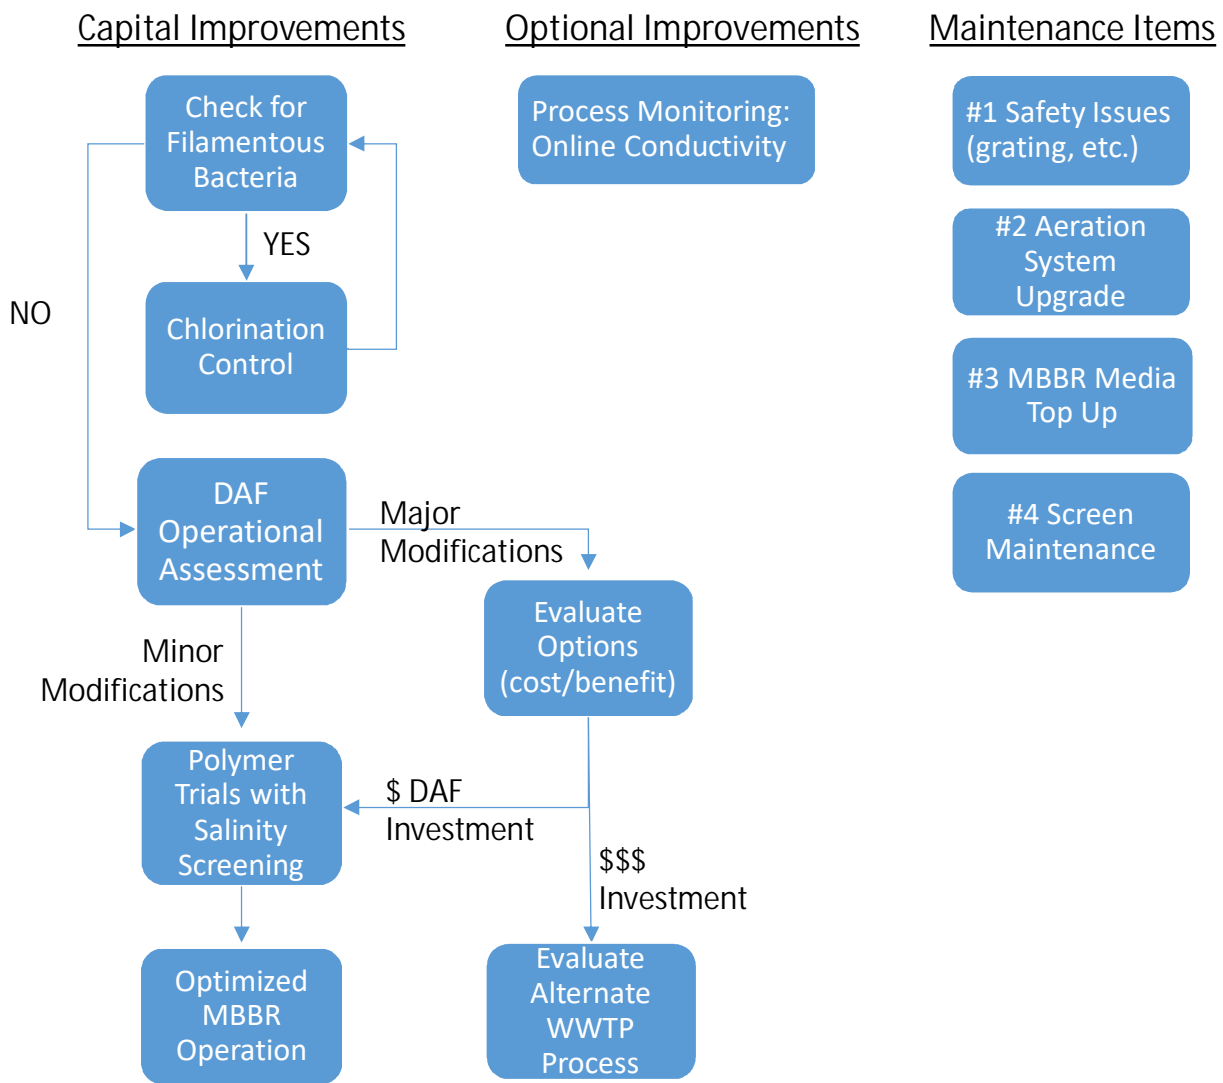 Capital Improvements
Optional Improvements
Maintenance Items
Check for
Filamentous
Bacteria
YES
NO
Chlorination
Control
DAF
Operational
Assessment
Major
Modifications
Minor
Modifications
Evaluate
Options
(cost/benefit)
Polymer
Trials with
Salinity
Screening
$ DAF
Investment
$$$
Investment
Optimized
MBBR
Operation
Evaluate
Alternate
WWTP
Process
Process Monitoring:
Online Conductivity
#1 Safety Issues
(grating, etc.)
#2 Aeration
System
Upgrade
#3 MBBR Media
Top Up
#4 Screen
Maintenance